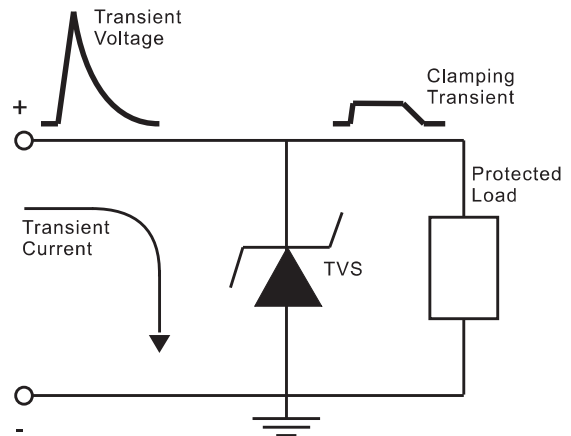 Transient
Voltage
Clamping
Transient
+
Protected
Load
Transient
Current
TVS
-